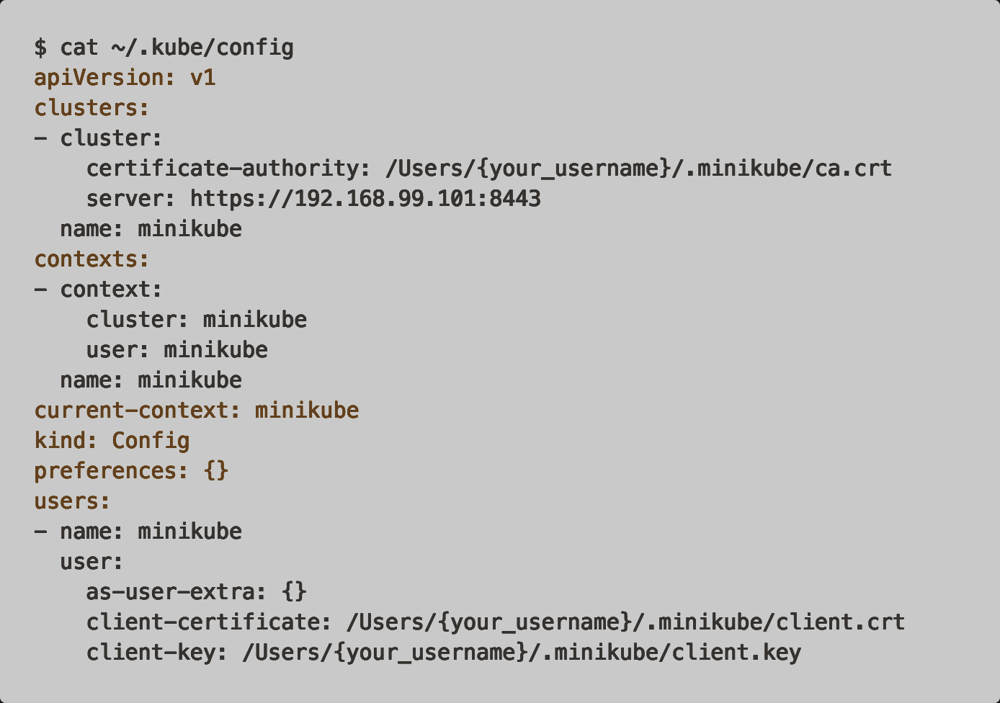 $ cat ~/.kube/config
apiVersion: v1
clusters:
- cluster:
    certificate-authority: /Users/{your_username}/.minikube/ca.crt
    server: https://192.168.99.101:8443
  name: minikube
contexts:
- context:
    cluster: minikube
    user: minikube
  name: minikube
current-context: minikube
kind: Config
preferences: {}
users:
- name: minikube
  user:
    as-user-extra: {}
    client-certificate: /Users/{your_username}/.minikube/client.crt
    client-key: /Users/{your_username}/.minikube/client.key